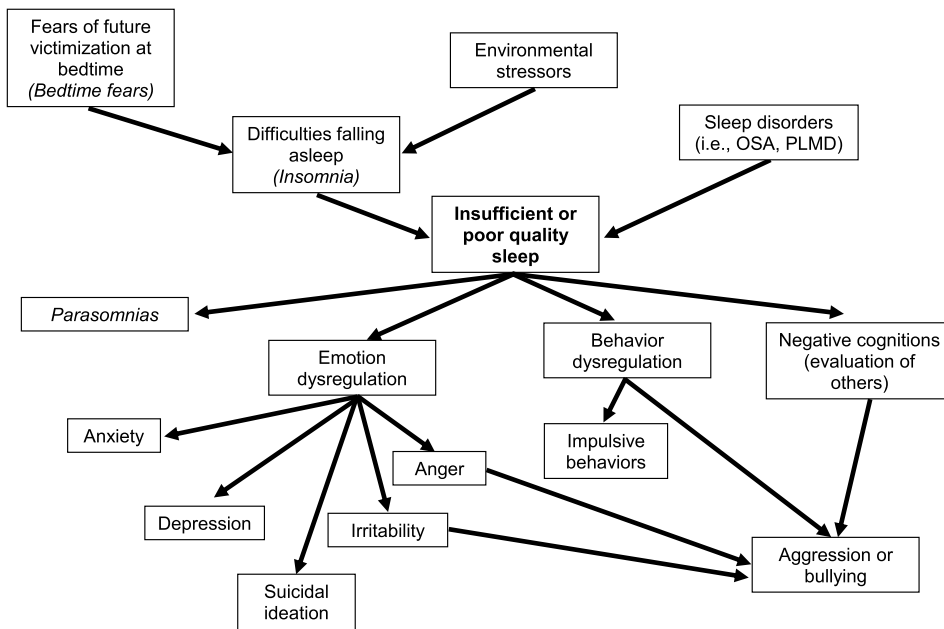 Fears of future
victimization at
bedtime
(Bedtime fears)
Environmental
stressors
Difficulties falling
asleep
(Insomnia)
Sleep disorders
(i.e., OSA, PLMD)
Insufficient or
poor quality
sleep
Parasomnias
Emotion
dysregulation
Behavior
dysregulation
Negative cognitions
(evaluation of
others)
Anxiety
Anger
Impulsive
behaviors
Depression
Irritability
Aggression or
bullying
Suicidal
ideation